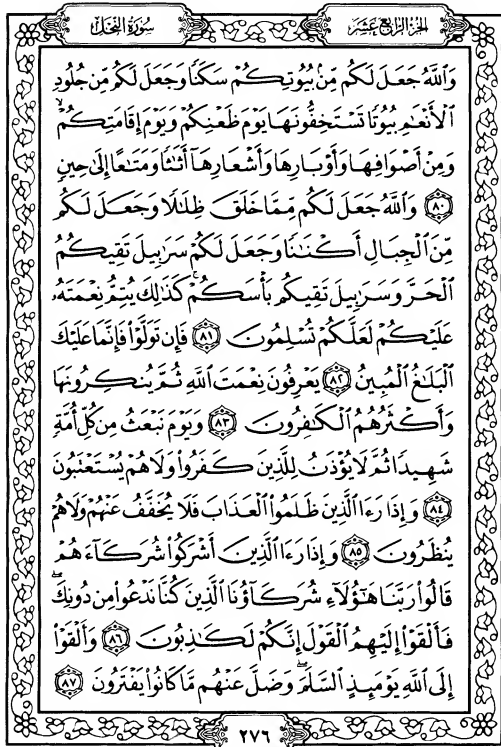 سُورَةُ النَّحْلِ
الجزء الرابع عشر
وَاللَّهُ جَعَلَ لَكُم مِّنۢ بُيُوتِكُمْ سَكَنًا وَجَعَلَ لَكُم مِّن جُلُودِ
ٱلْأَنْعَٰمِ بُيُوتًا تَسْتَخِفُّونَهَا يَوْمَ ظَعْنِكُمْ وَيَوْمَ إِقَامَتِكُمْ ۙ
وَمِنْ أَصْوَافِهَا وَأَوْبَارِهَا وَأَشْعَارِهَآ أَثَٰثًا وَمَتَٰعًا إِلَىٰ حِينٍ
﴿٨٠﴾ وَٱللَّهُ جَعَلَ لَكُم مِّمَّا خَلَقَ ظِلَٰلًا وَجَعَلَ لَكُم
مِّنَ ٱلْجِبَالِ أَكْنَٰنًا وَجَعَلَ لَكُمْ سَرَٰبِيلَ تَقِيكُمُ
ٱلْحَرَّ وَسَرَٰبِيلَ تَقِيكُم بَأْسَكُمْ ۚ كَذَٰلِكَ يُتِمُّ نِعْمَتَهُۥ
عَلَيْكُمْ لَعَلَّكُمْ تُسْلِمُونَ ﴿٨١﴾ فَإِن تَوَلَّوْا۟ فَإِنَّمَا عَلَيْكَ
ٱلْبَلَٰغُ ٱلْمُبِينُ ﴿٨٢﴾ يَعْرِفُونَ نِعْمَتَ ٱللَّهِ ثُمَّ يُنكِرُونَهَا
وَأَكْثَرُهُمُ ٱلْكَٰفِرُونَ ﴿٨٣﴾ وَيَوْمَ نَبْعَثُ مِن كُلِّ أُمَّةٍ
شَهِيدًا ثُمَّ لَا يُؤْذَنُ لِلَّذِينَ كَفَرُوا۟ وَلَا هُمْ يُسْتَعْتَبُونَ
﴿٨٤﴾ وَإِذَا رَءَا ٱلَّذِينَ ظَلَمُوا۟ ٱلْعَذَابَ فَلَا يُخَفَّفُ عَنْهُمْ وَلَا هُمْ
يُنظَرُونَ ﴿٨٥﴾ وَإِذَا رَءَا ٱلَّذِينَ أَشْرَكُوا۟ شُرَكَآءَهُمْ
قَالُوا۟ رَبَّنَا هَٰٓؤُلَآءِ شُرَكَآؤُنَا ٱلَّذِينَ كُنَّا نَدْعُوا۟ مِن دُونِكَ ۖ
فَأَلْقَوْا۟ إِلَيْهِمُ ٱلْقَوْلَ إِنَّكُمْ لَكَٰذِبُونَ ﴿٨٦﴾ وَأَلْقَوْا۟
إِلَى ٱللَّهِ يَوْمَئِذٍ ٱلسَّلَمَ ۖ وَضَلَّ عَنْهُم مَّا كَانُوا۟ يَفْتَرُونَ ﴿٨٧﴾
٢٧٦